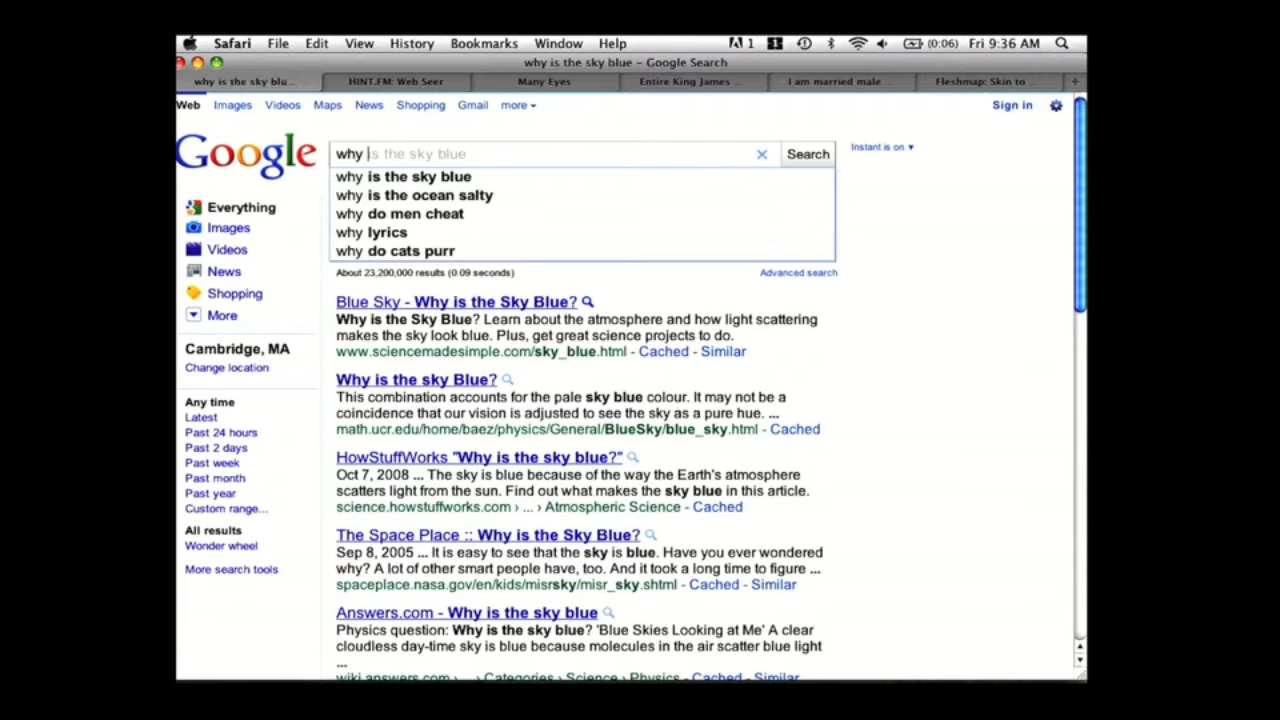 Safari File Edit View History Bookmarks Window Help 1 (0:06) Fri 9:36 AM
why is the sky blue – Google Search
why is the sky blu... HINT.FM: Web Seer Many Eyes Entire King James ... I am married male ... Fleshmap: Skin to ... +
Web Images Videos Maps News Shopping Gmail more Sign in
Google
why is the sky blue
Search
Instant is on
why is the sky blue
why is the ocean salty
why do men cheat
why lyrics
why do cats purr
About 23,200,000 results (0.09 seconds) Advanced search
Everything
Images
Videos
News
Shopping
More
Cambridge, MA
Change location
Any time
Latest
Past 24 hours
Past 2 days
Past week
Past month
Past year
Custom range...
All results
Wonder wheel
More search tools
Blue Sky - Why is the Sky Blue?
Why is the Sky Blue? Learn about the atmosphere and how light scattering
makes the sky look blue. Plus, get great science projects to do.
www.sciencemadesimple.com/sky_blue.html - Cached - Similar
Why is the sky Blue?
This combination accounts for the pale sky blue colour. It may not be a
coincidence that our vision is adjusted to see the sky as a pure hue. ...
math.ucr.edu/home/baez/physics/General/BlueSky/blue_sky.html - Cached
HowStuffWorks "Why is the sky blue?"
Oct 7, 2008 ... The sky is blue because of the way the Earth's atmosphere
scatters light from the sun. Find out what makes the sky blue in this article.
science.howstuffworks.com › ... › Atmospheric Science - Cached
The Space Place :: Why is the Sky Blue?
Sep 8, 2005 ... It is easy to see that the sky is blue. Have you ever wondered
why? A lot of other smart people have, too. And it took a long time to figure ...
spaceplace.nasa.gov/en/kids/misrsky/misr_sky.shtml - Cached - Similar
Answers.com - Why is the sky blue
Physics question: Why is the sky blue? 'Blue Skies Looking at Me' A clear
cloudless day-time sky is blue because molecules in the air scatter blue light
...
wiki.answers.com › ... › Categories › Science › Physics - Cached - Similar